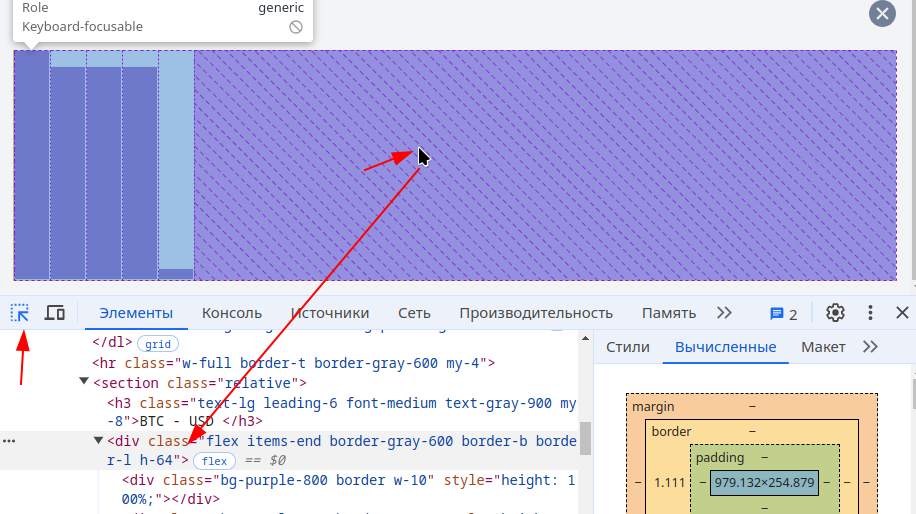 Role generic
Keyboard-focusable
Элементы Консоль Источники Сеть Производительность Память 2
</dl> grid
<hr class="w-full border-t border-gray-600 my-4">
<section class="relative">
<h3 class="text-lg leading-6 font-medium text-gray-900 my
-8">BTC - USD </h3>
<div class="flex items-end border-gray-600 border-b borde
r-l h-64"> flex == $0
<div class="bg-purple-800 border w-10" style="height: 1
00%;"></div>
Стили Вычисленные Макет
margin –
border –
padding –
– 1.111 – 979.132×254.879 – – –
–